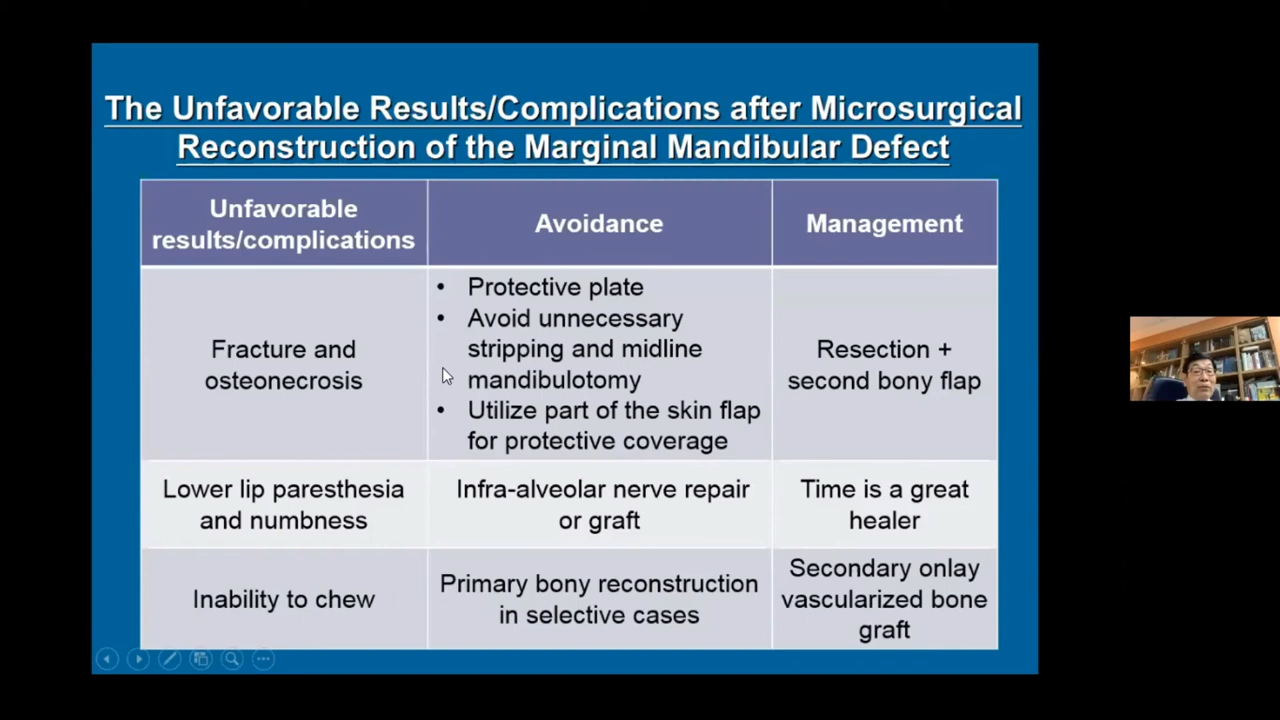 The Unfavorable Results/Complications after Microsurgical
Reconstruction of the Marginal Mandibular Defect
Unfavorable
results/complications
Avoidance
Management
Fracture and
osteonecrosis
• Protective plate
• Avoid unnecessary
stripping and midline
mandibulotomy
• Utilize part of the skin flap
for protective coverage
Resection +
second bony flap
Lower lip paresthesia
and numbness
Infra-alveolar nerve repair
or graft
Time is a great
healer
Inability to chew
Primary bony reconstruction
in selective cases
Secondary onlay
vascularized bone
graft